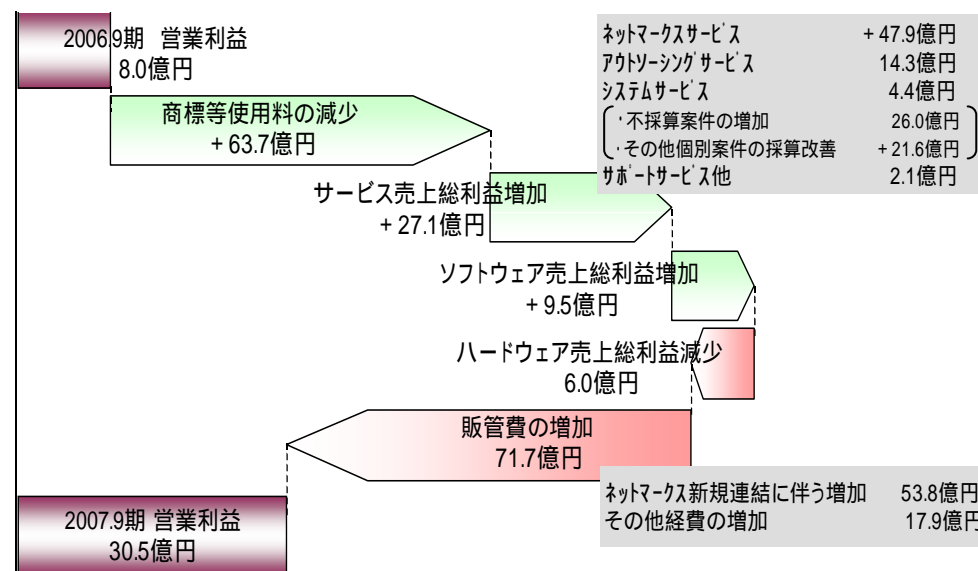 2006.9期 営業利益
8.0億円
商標等使用料の減少
+63.7億円
サービス売上総利益増加
+27.1億円
ソフトウェア売上総利益増加
+9.5億円
ハードウェア売上総利益減少
6.0億円
販管費の増加
71.7億円
2007.9期 営業利益
30.5億円
ネットマークスサービス +47.9億円
アウトソーシングサービス 14.3億円
システムサービス 4.4億円
・不採算案件の増加 26.0億円
・その他個別案件の採算改善 +21.6億円
サポートサービス他 2.1億円
ネットマークス新規連結に伴う増加 53.8億円
その他経費の増加 17.9億円